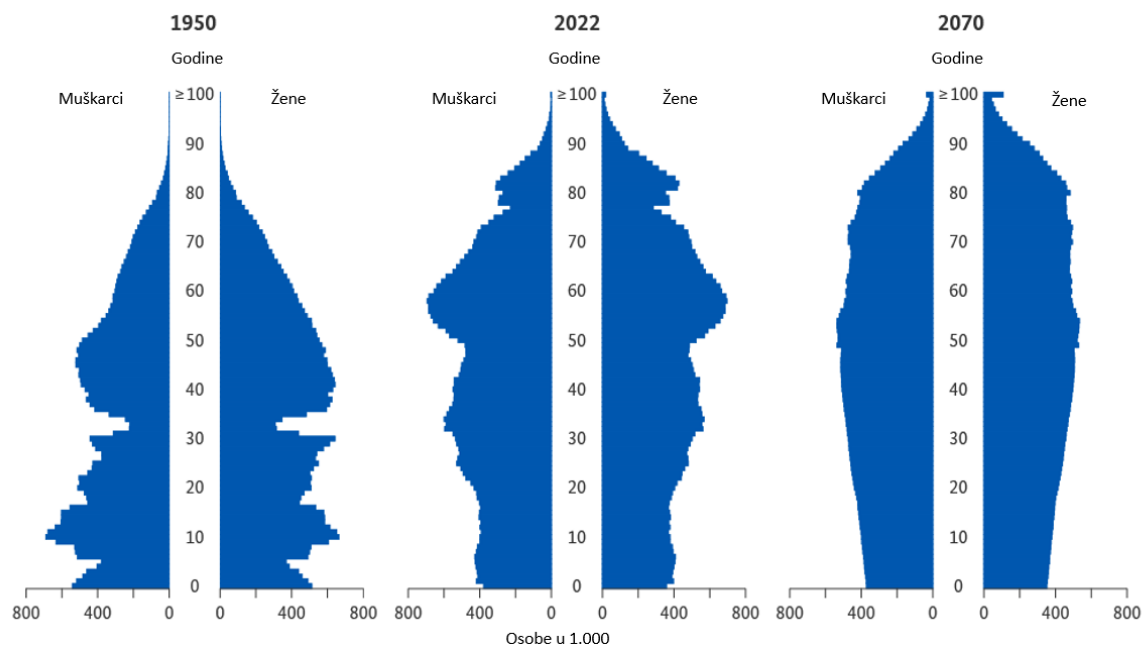 1950 2022 2070
Godine Godine Godine
Muškarci ≥ 100 Žene Muškarci ≥ 100 Žene Muškarci ≥ 100 Žene
90 90 90
80 80 80
70 70 70
60 60 60
50 50 50
40 40 40
30 30 30
20 20 20
10 10 10
0 0 0
800 400 0 0 400 800 800 400 0 0 400 800 800 400 0 0 400 800
Osobe u 1.000